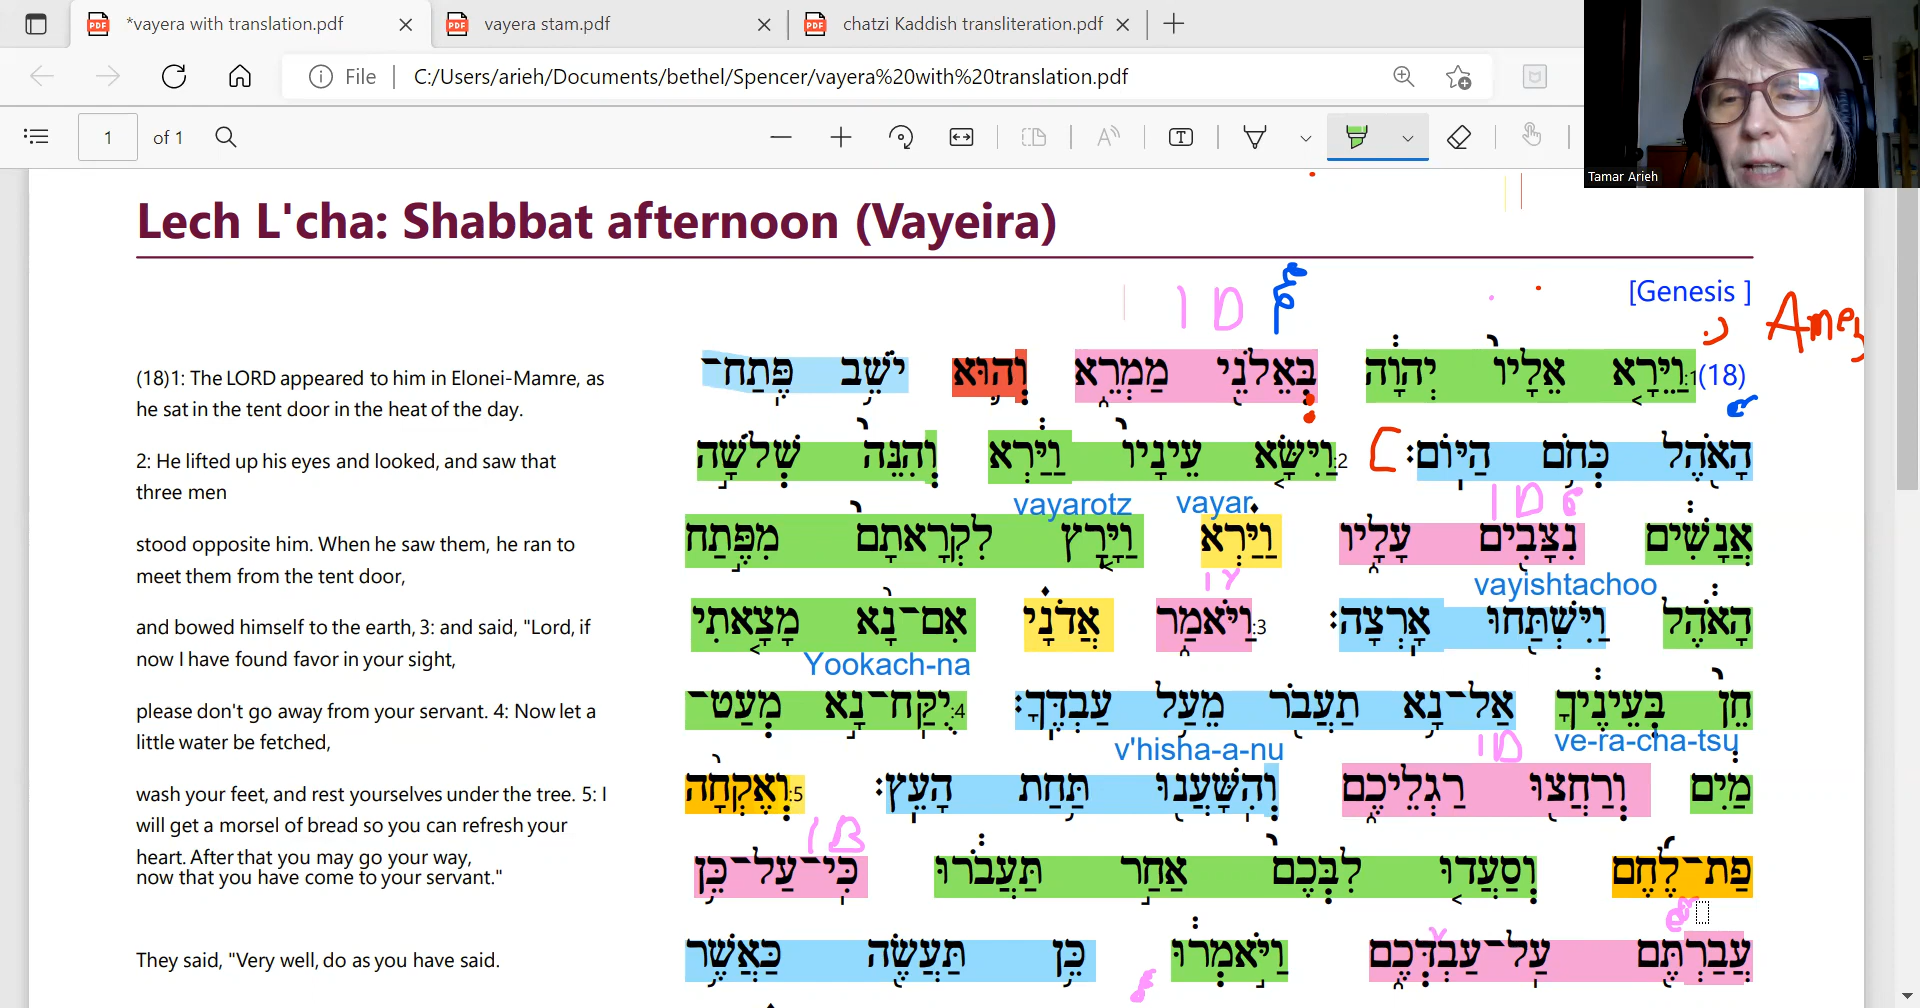 *vayera with translation.pdf
vayera stam.pdf
chatzi Kaddish transliteration.pdf
File
C:/Users/arieh/Documents/bethel/Spencer/vayera%20with%20translation.pdf
1 of 1
Tamar Arieh
Lech L'cha: Shabbat afternoon (Vayeira)
[Genesis ]
1 D
(18)1: The LORD appeared to him in Elonei-Mamre, as
he sat in the tent door in the heat of the day.
2: He lifted up his eyes and looked, and saw that
three men
stood opposite him. When he saw them, he ran to
meet them from the tent door,
and bowed himself to the earth, 3: and said, "Lord, if
now I have found favor in your sight,
please don't go away from your servant. 4: Now let a
little water be fetched,
wash your feet, and rest yourselves under the tree. 5: I
will get a morsel of bread so you can refresh your
heart. After that you may go your way,
now that you have come to your servant."
They said, "Very well, do as you have said.
(18) 1: וַיֵּרָא אֵלָיו יְהוָה בְּאֵלֹנֵי מַמְרֵא וְהוּא יֹשֵׁב פֶּתַח־
הָאֹהֶל כְּחֹם הַיּוֹם׃ 2: וַיִּשָּׂא עֵינָיו וַיַּרְא וְהִנֵּה שְׁלֹשָׁה
1 D
vayar
vayarotz
אֲנָשִׁים נִצָּבִים עָלָיו וַיַּרְא וַיָּרָץ לִקְרָאתָם מִפֶּתַח
vayishtachoo
הָאֹהֶל וַיִּשְׁתַּחוּ אָרְצָה׃ 3: וַיֹּאמַר אֲדֹנָי אִם־נָא מָצָאתִי
Yookach-na
חֵן בְּעֵינֶיךָ אַל־נָא תַעֲבֹר מֵעַל עַבְדֶּךָ׃ 4: יֻקַּח־נָא מְעַט־
ve-ra-cha-tsu
1D
v'hisha-a-nu
מַיִם וְרַחֲצוּ רַגְלֵיכֶם וְהִשָּׁעֲנוּ תַּחַת הָעֵץ׃ 5: וְאֶקְחָה
1B
פַת־לֶחֶם וְסַעֲדוּ לִבְּכֶם אַחַר תַּעֲבֹרוּ כִּי־עַל־כֵּן
עֲבַרְתֶּם עַל־עַבְדְּכֶם וַיֹּאמְרוּ כֵּן תַּעֲשֶׂה כַּאֲשֶׁר